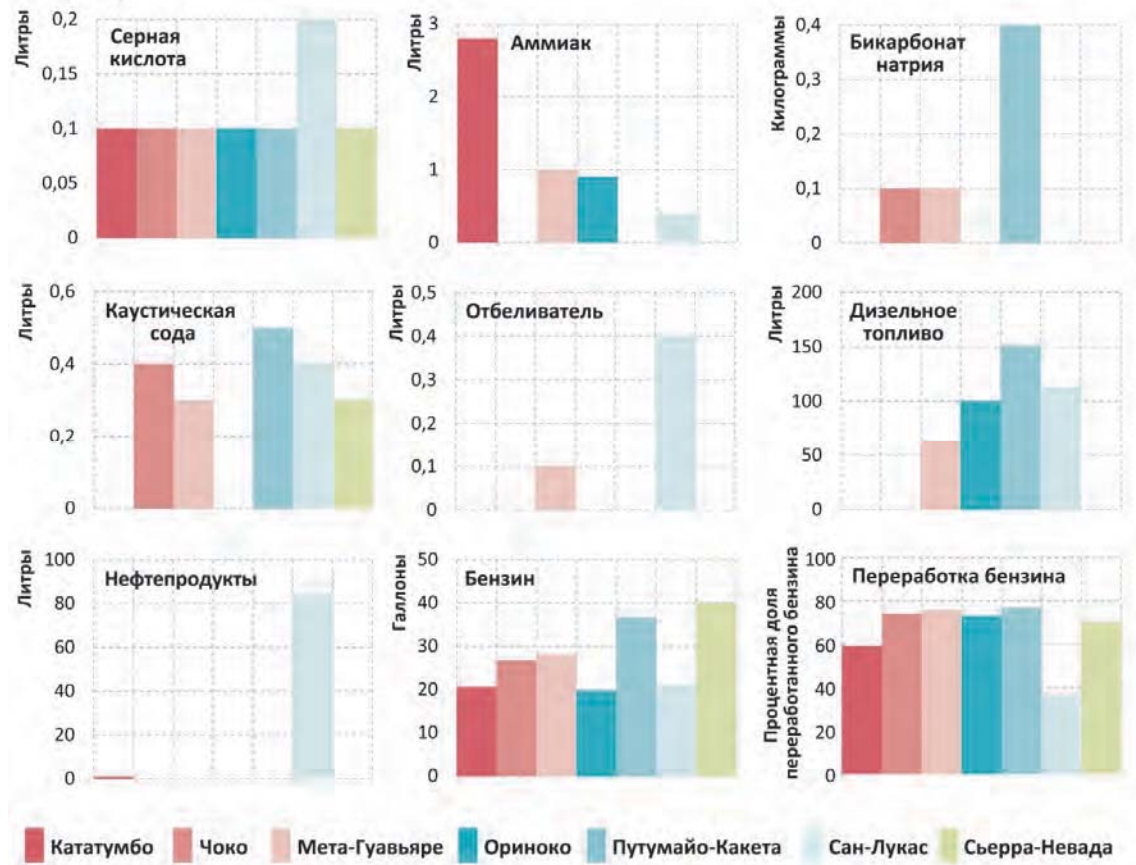 Литры
Серная
кислота
0,2
0,15
0,1
0,05
0
Литры
Аммиак
3
2
1
0
Килограммы
Бикарбонат
натрия
0,4
0,3
0,4
0,1
0
Литры
Каустическая
сода
0,6
0,4
0,2
0
Литры
Отбеливатель
0,5
0,4
0,3
0,2
0,1
0
Литры
Дизельное
топливо
200
150
100
50
0
Литры
Нефтепродукты
100
80
60
40
20
0
Галлоны
Бензин
50
40
30
20
10
0
Процентная доля
переработанного бензина
Переработка бензина
100
80
60
40
20
0
Кататумбо Чоко Мета-Гуавьяре Ориноко Путумайо-Какета Сан-Лукас Сьерра-Невада